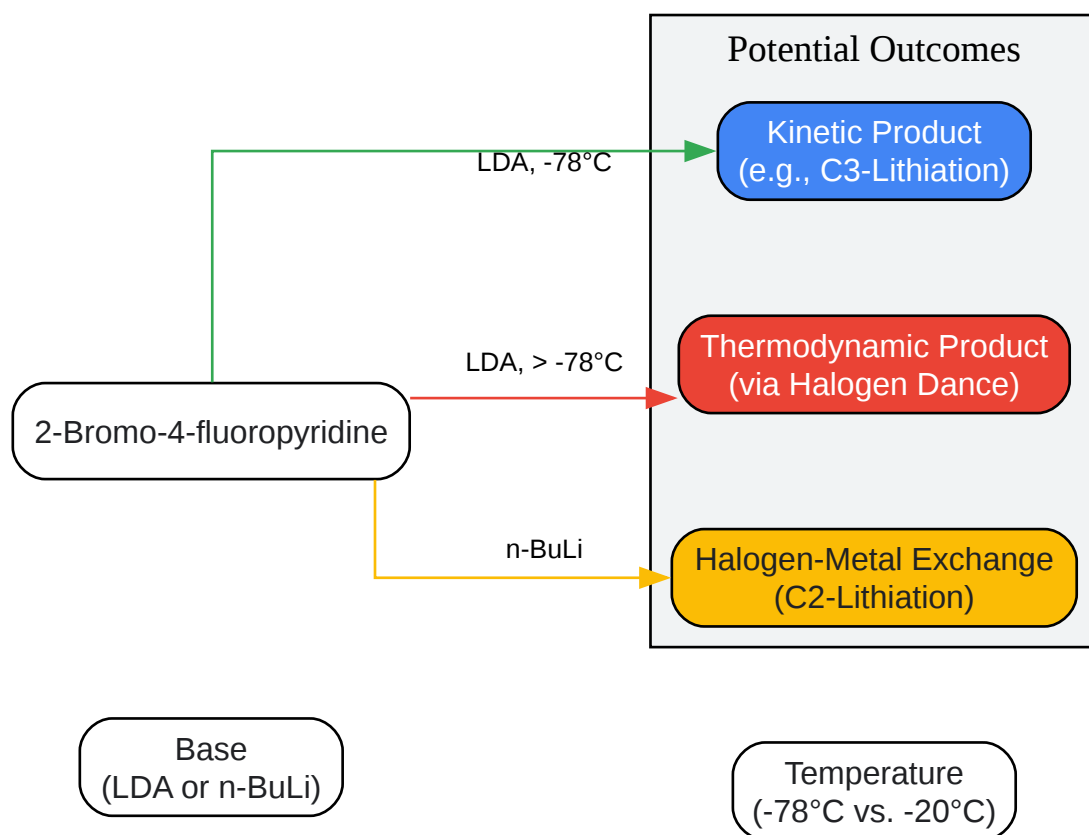 Potential Outcomes
Kinetic Product
(e.g., C3-Lithiation)
LDA, -78°C
Thermodynamic Product
(via Halogen Dance)
LDA, > -78°C
2-Bromo-4-fluoropyridine
n-BuLi
Halogen-Metal Exchange
(C2-Lithiation)
Base
(LDA or n-BuLi)
Temperature
(-78°C vs. -20°C)